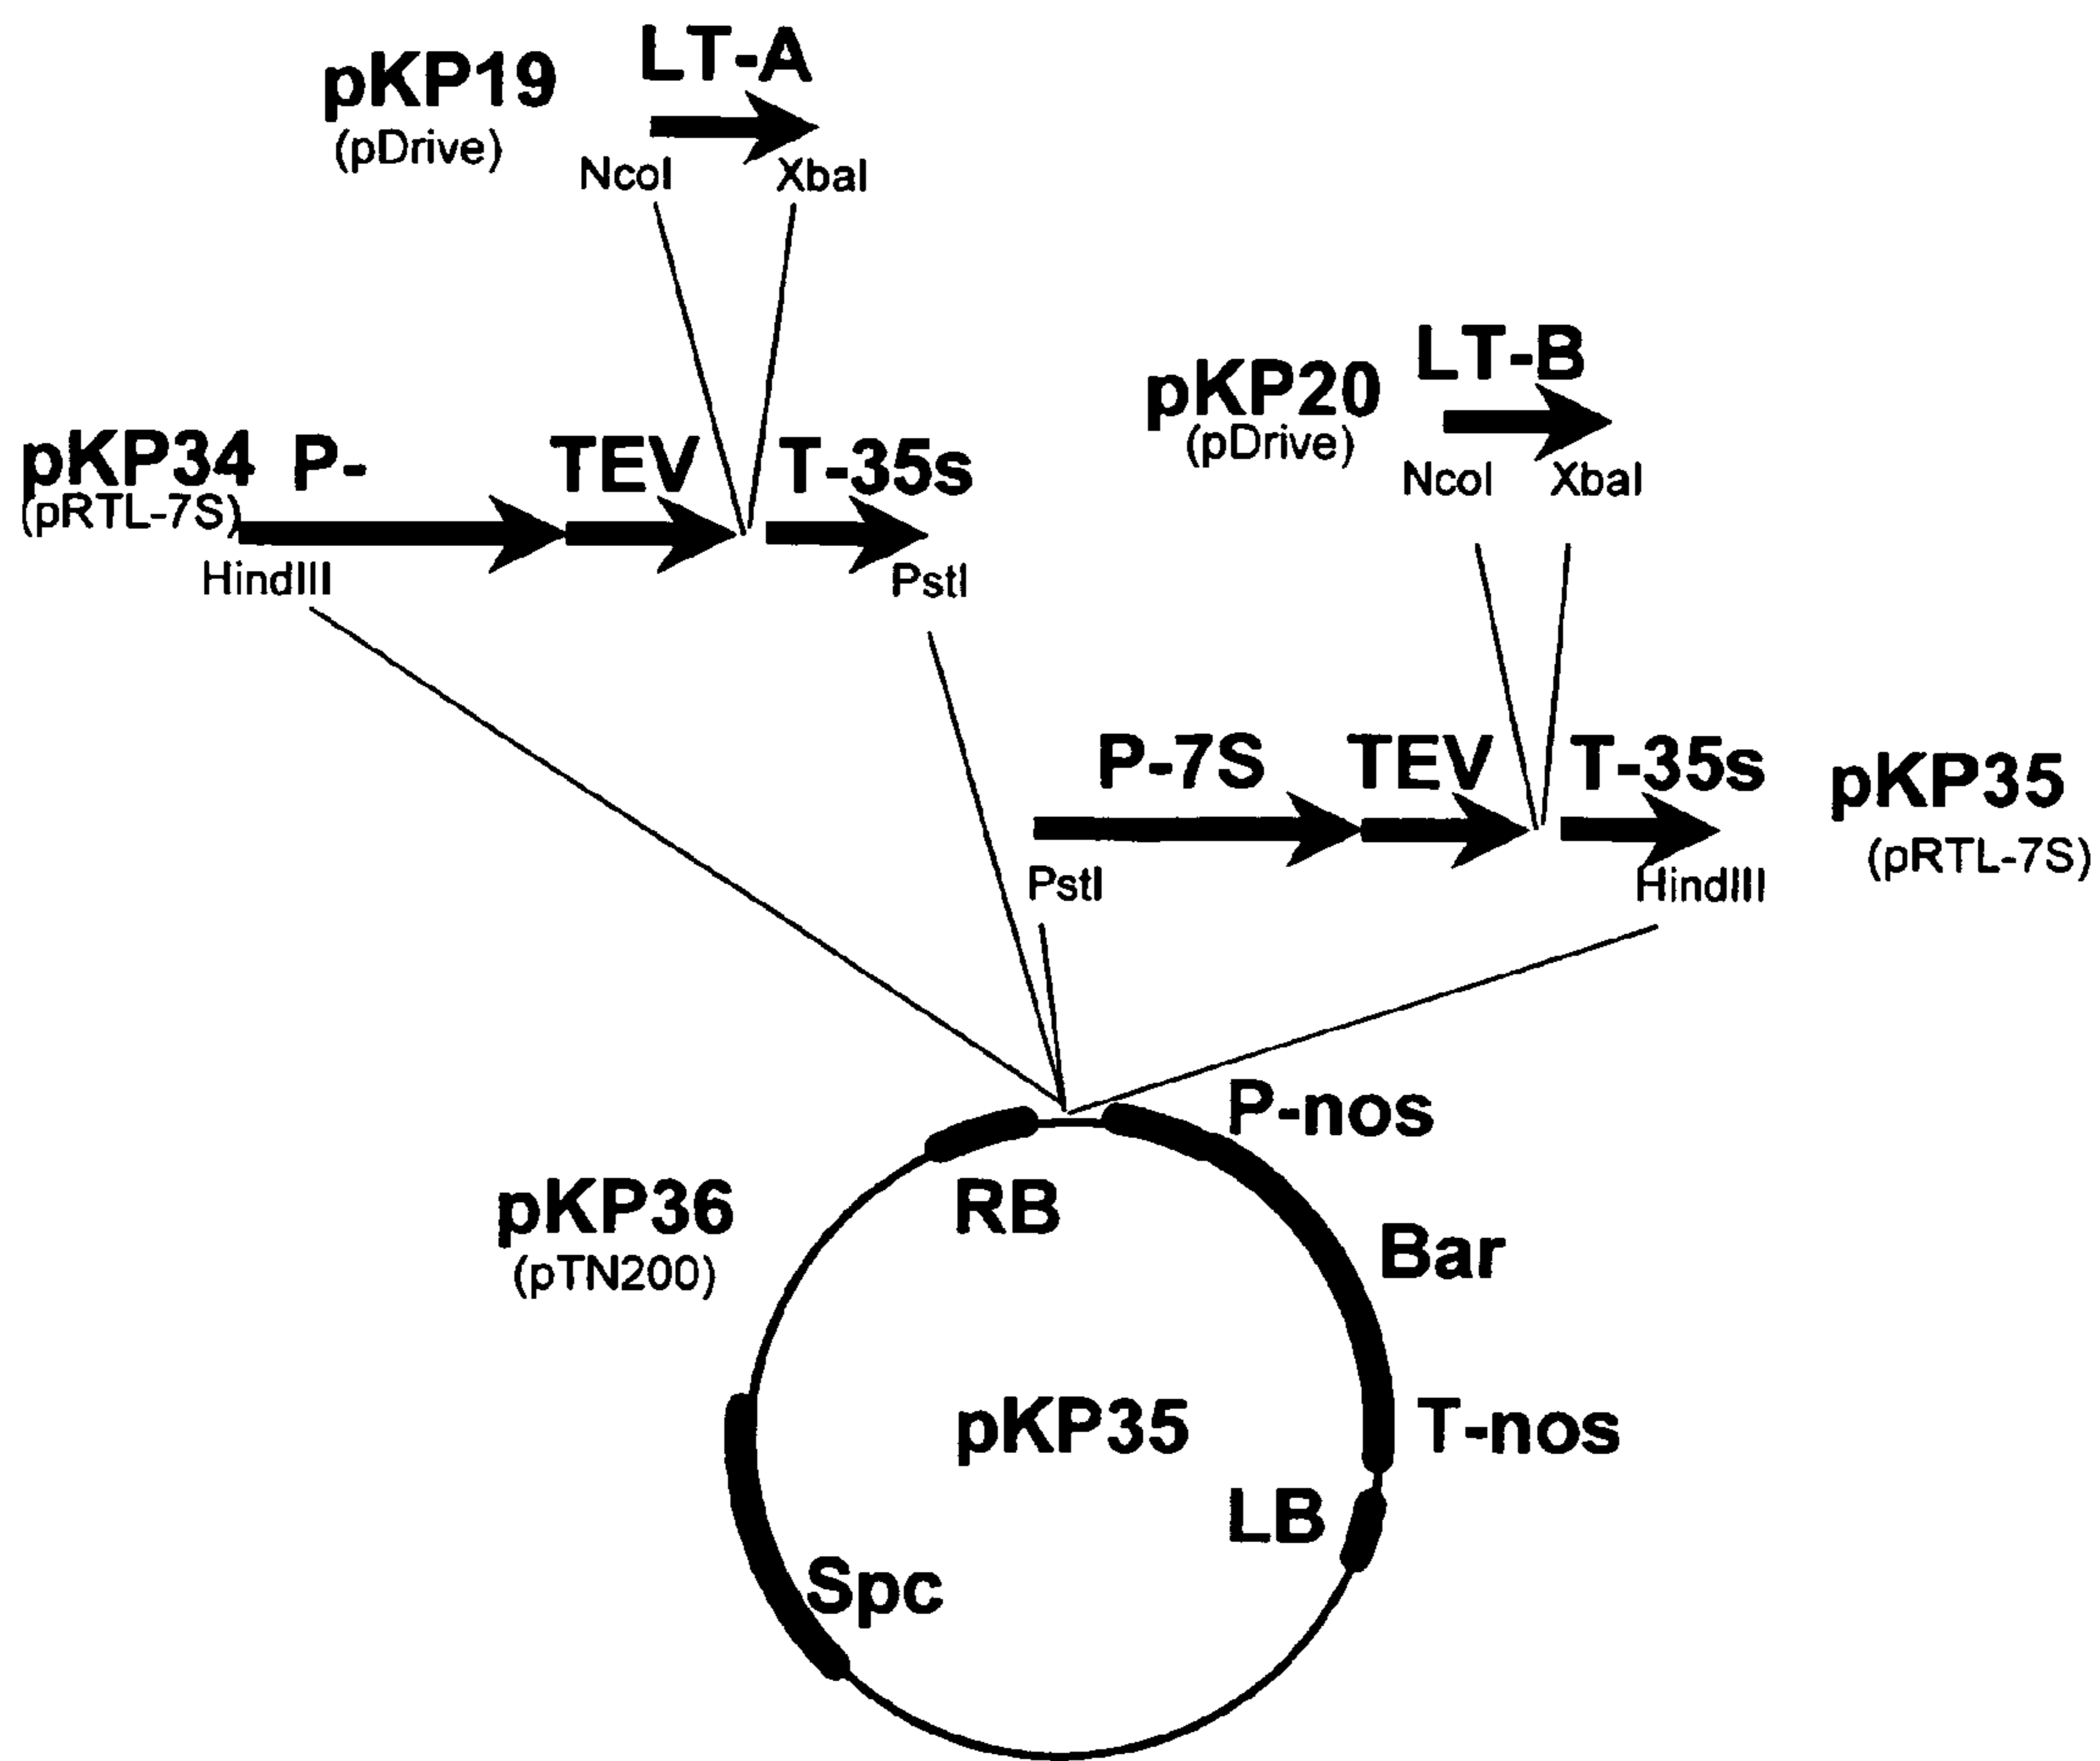 pKP19 LT-A
(pDrive)
NcoI XbaI
pKP20 LT-B
(pDrive)
NcoI XbaI
pKP34 P- TEV T-35s
(pRTL-7S)
HindIII PstI
P-7S TEV T-35s pKP35
(pRTL-7S)
PstI HindIII
P-nos
pKP36 RB
(pTN200)
Bar
pKP35 T-nos
LB
Spc